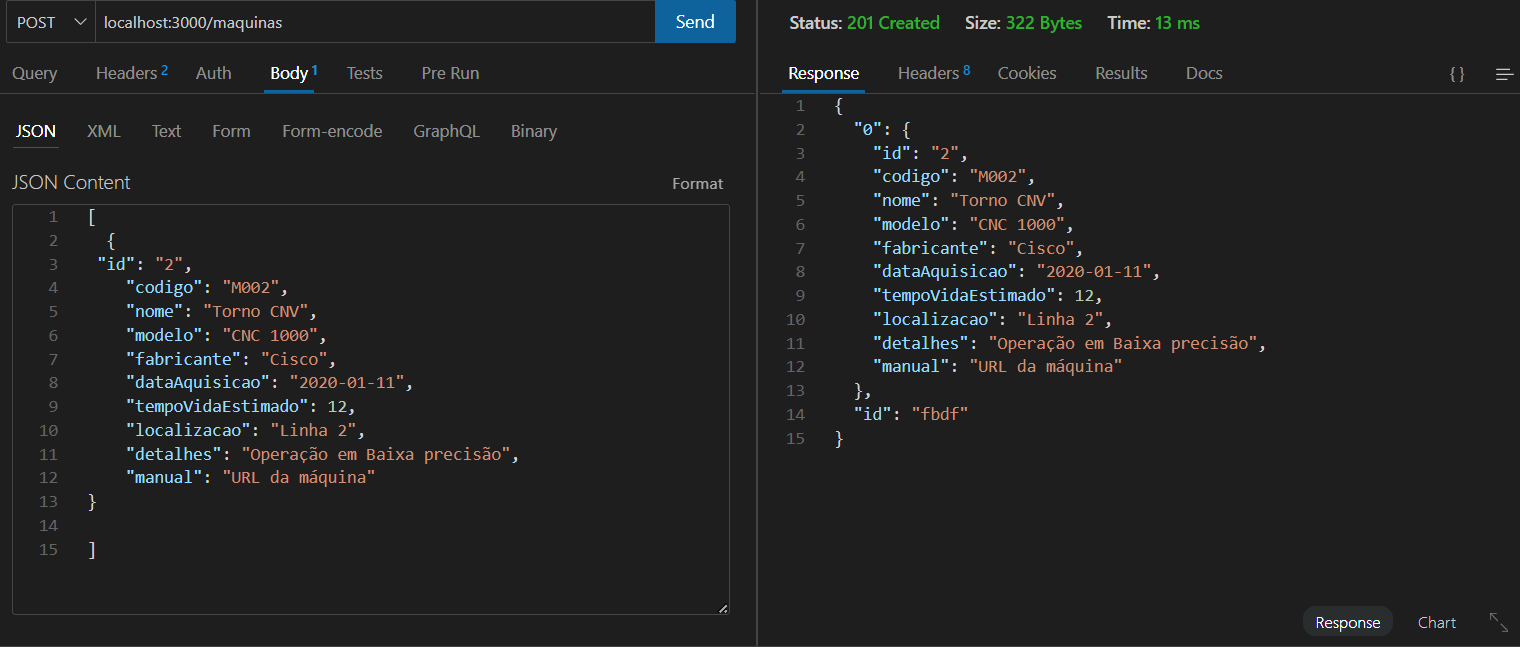 POST localhost:3000/maquinas Send
Query Headers 2 Auth Body 1 Tests Pre Run
JSON XML Text Form Form-encode GraphQL Binary
JSON Content Format
1 [
2 {
3 "id": "2",
4 "codigo": "M002",
5 "nome": "Torno CNV",
6 "modelo": "CNC 1000",
7 "fabricante": "Cisco",
8 "dataAquisicao": "2020-01-11",
9 "tempoVidaEstimado": 12,
10 "localizacao": "Linha 2",
11 "detalhes": "Operação em Baixa precisão",
12 "manual": "URL da máquina"
13 }
14
15 ]
Status: 201 Created Size: 322 Bytes Time: 13 ms
Response Headers 8 Cookies Results Docs {}
1 {
2 "0": {
3 "id": "2",
4 "codigo": "M002",
5 "nome": "Torno CNV",
6 "modelo": "CNC 1000",
7 "fabricante": "Cisco",
8 "dataAquisicao": "2020-01-11",
9 "tempoVidaEstimado": 12,
10 "localizacao": "Linha 2",
11 "detalhes": "Operação em Baixa precisão",
12 "manual": "URL da máquina"
13 },
14 "id": "fbdf"
15 }
Response Chart